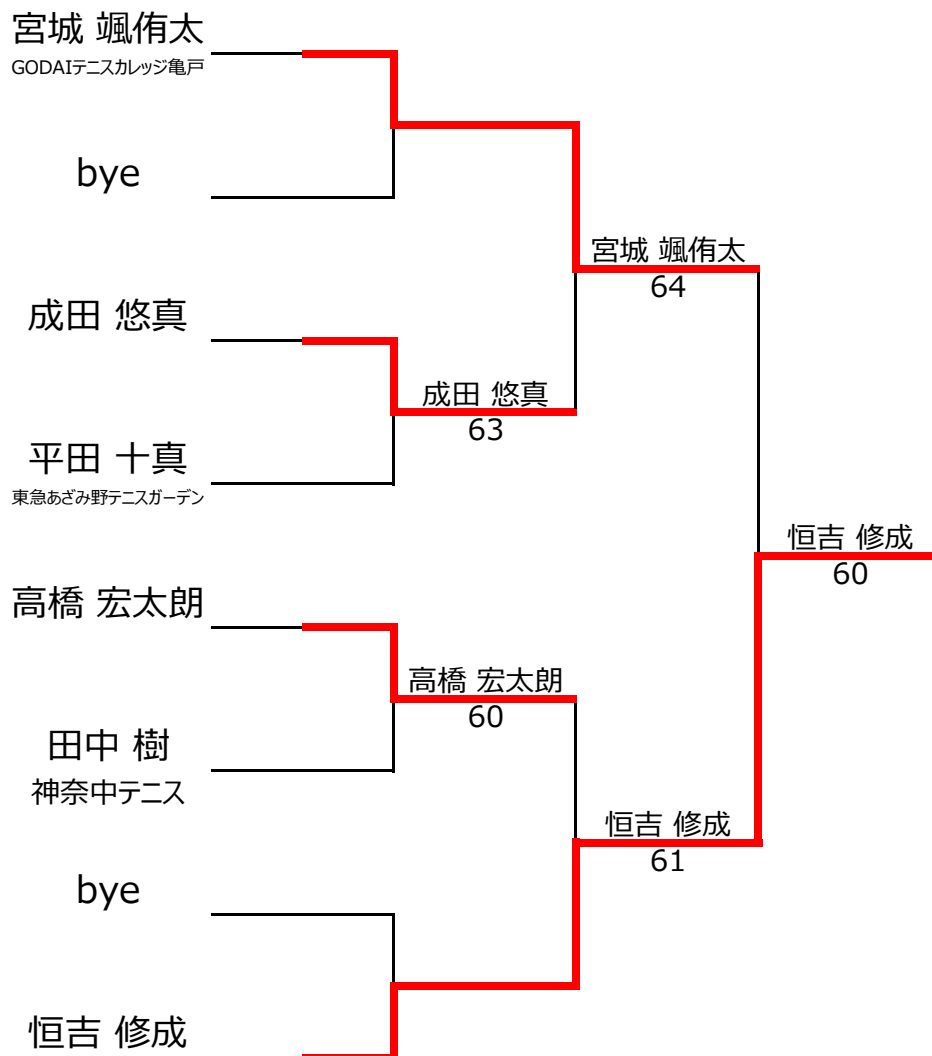 宮城 颯侑太
GODAIテニスカレッジ亀戸
bye
宮城 颯侑太
64
成田 悠真
成田 悠真
63
平田 十真
東急あざみ野テニスガーデン
恒吉 修成
60
高橋 宏太朗
高橋 宏太朗
60
田中 樹
神奈中テニス
恒吉 修成
61
bye
恒吉 修成